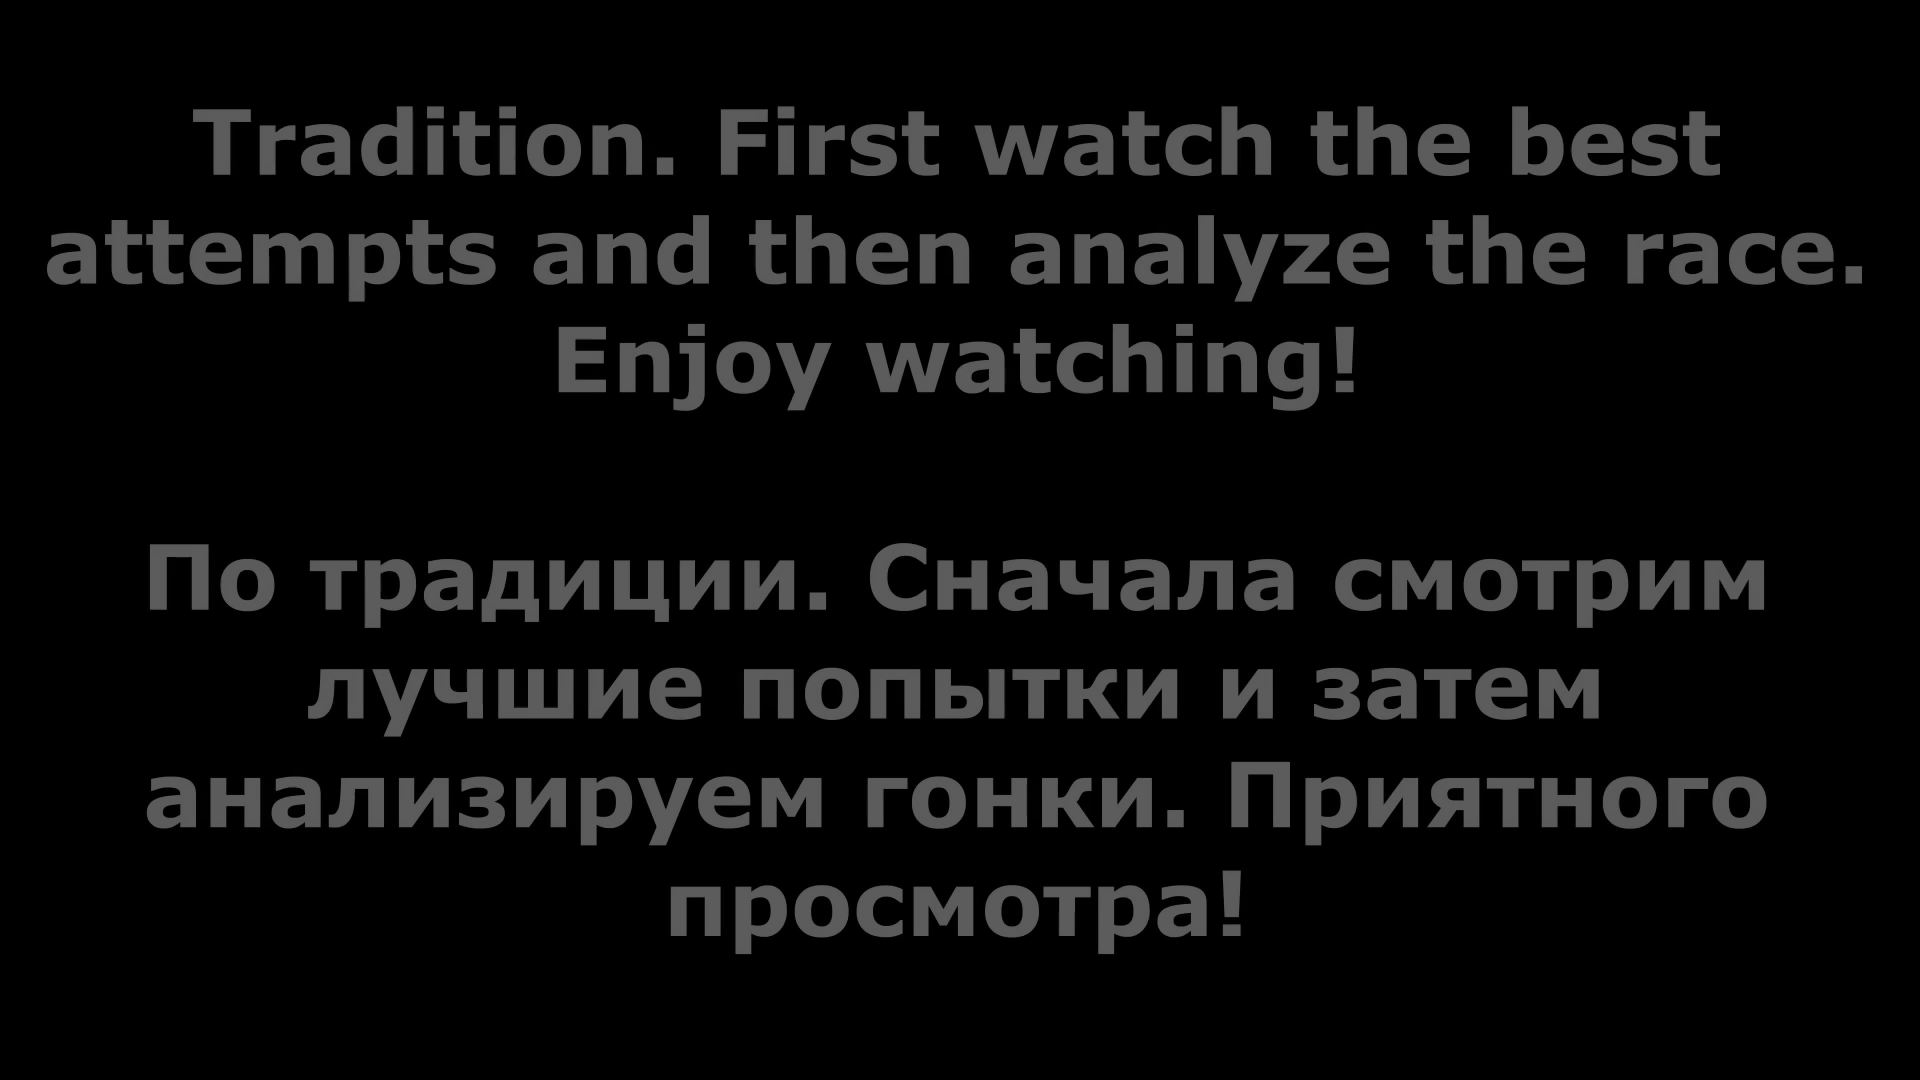 Tradition. First watch the best
attempts and then analyze the race.
Enjoy watching!
По традиции. Сначала смотрим
лучшие попытки и затем
анализируем гонки. Приятного
просмотра!